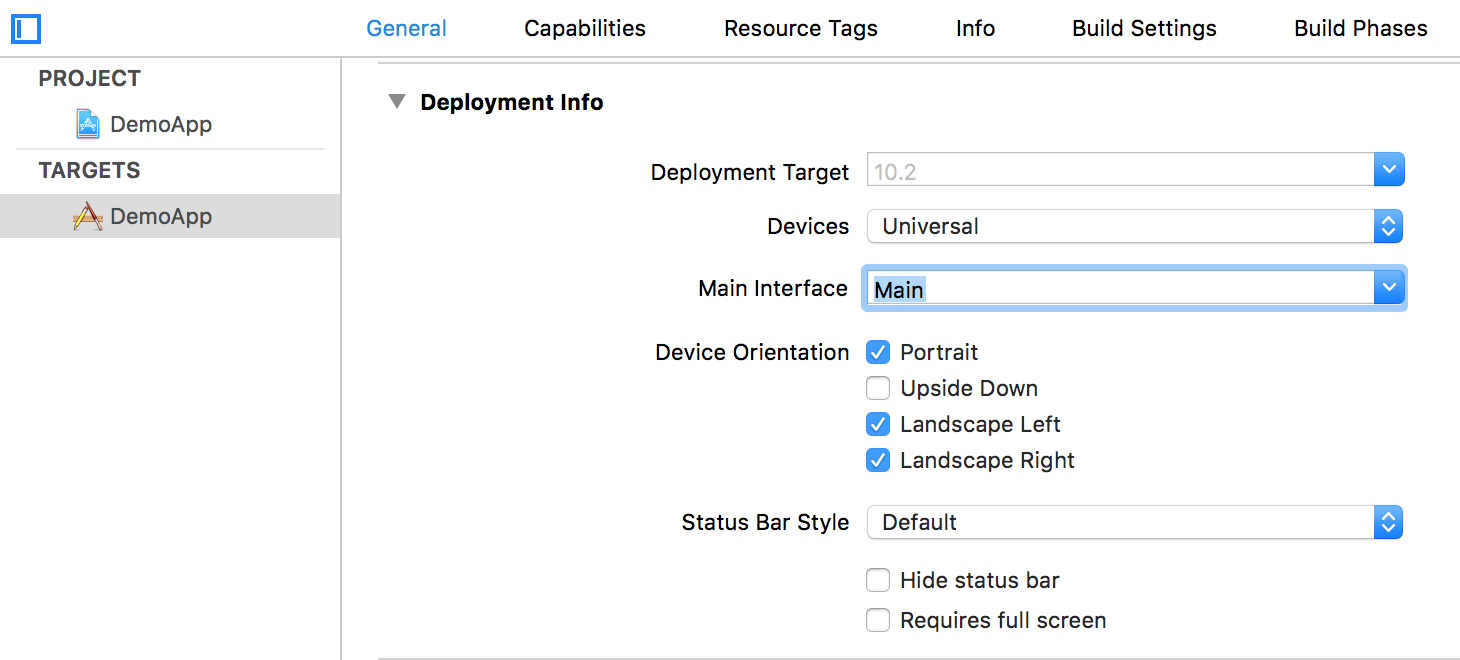 General Capabilities Resource Tags Info Build Settings Build Phases
PROJECT
DemoApp
TARGETS
DemoApp
Deployment Info
Deployment Target 10.2
Devices Universal
Main Interface Main
Device Orientation Portrait
Upside Down
Landscape Left
Landscape Right
Status Bar Style Default
Hide status bar
Requires full screen